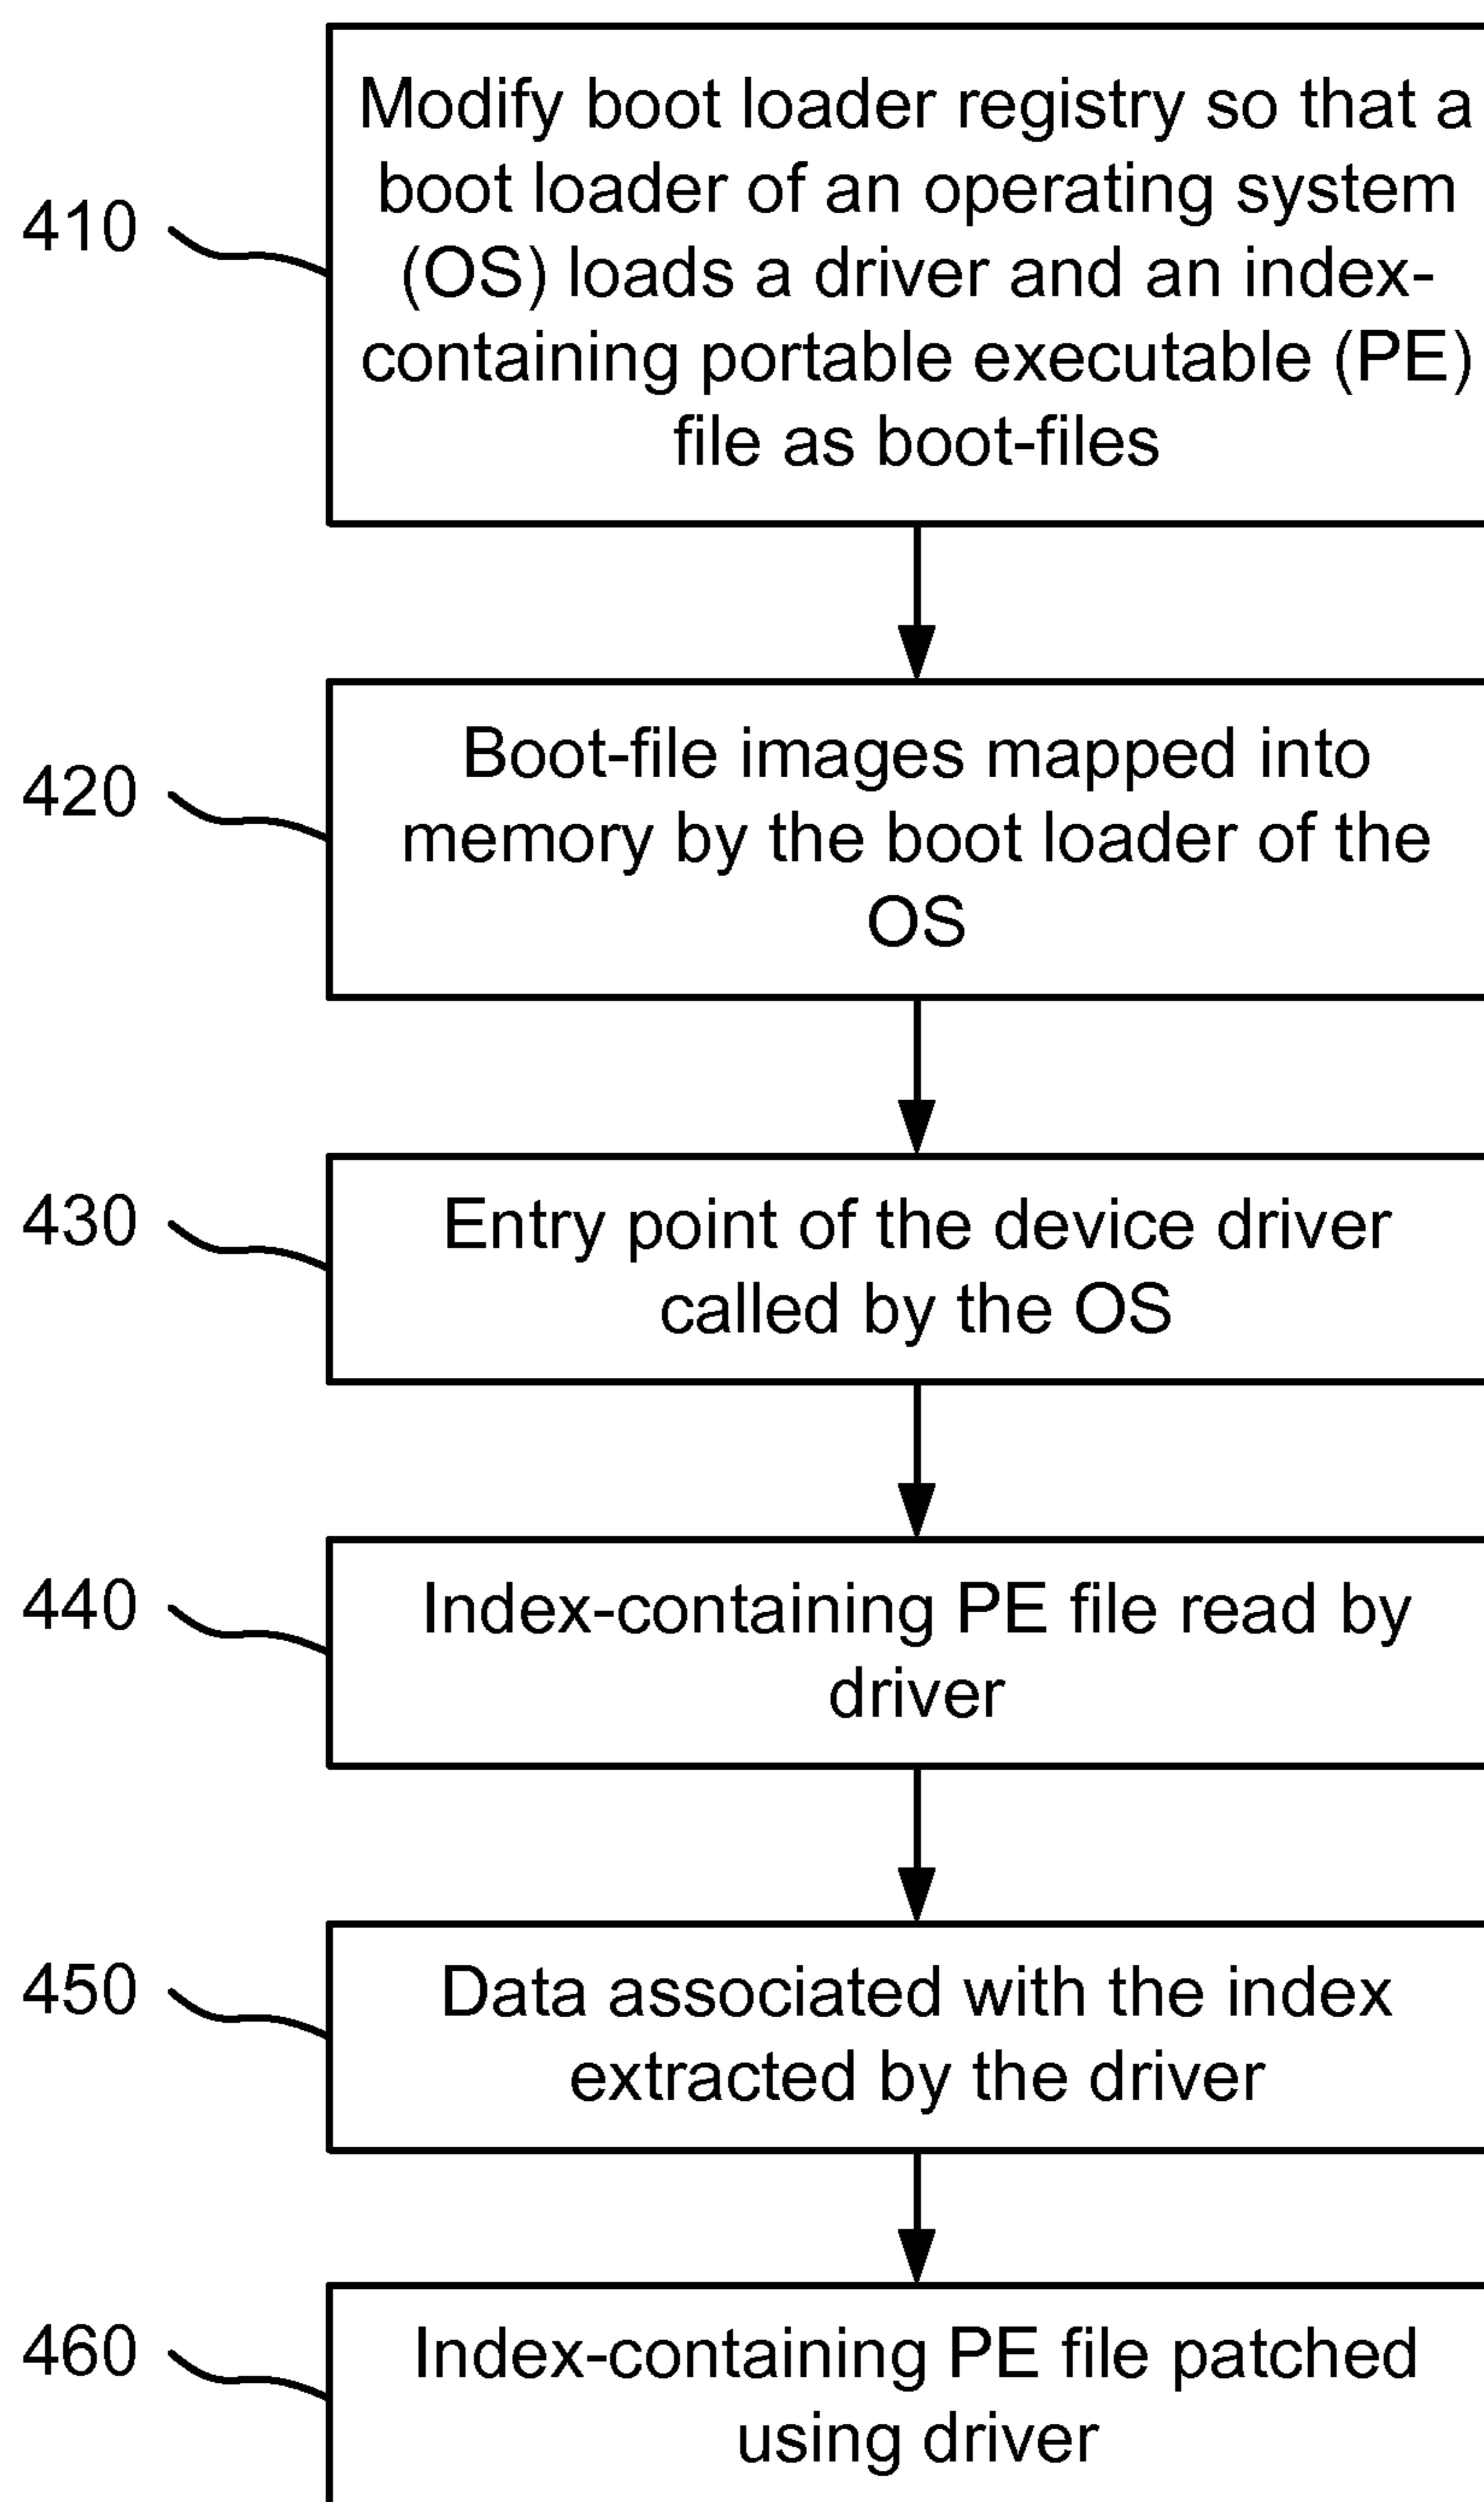 Modify boot loader registry so that a
boot loader of an operating system
410
(OS) loads a driver and an index-
containing portable executable (PE)
file as boot-files
Boot-file images mapped into
420
memory by the boot loader of the
OS
430
Entry point of the device driver
called by the OS
440
Index-containing PE file read by
driver
450
Data associated with the index
extracted by the driver
460
Index-containing PE file patched
using driver